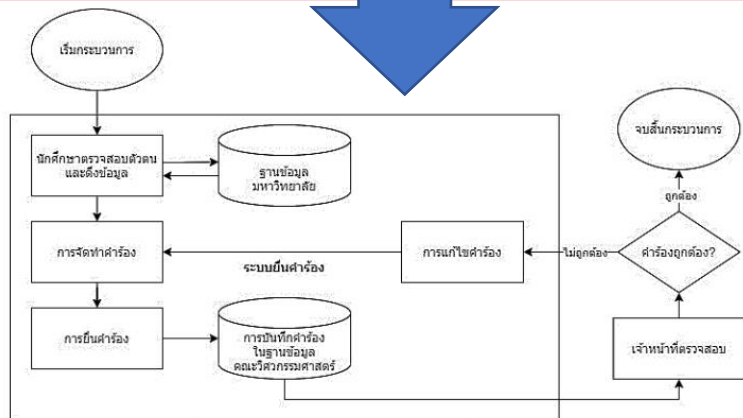 เริ่มกระบวนการ
นักศึกษาตรวจสอบตัวตน
และดึงข้อมูล
ฐานข้อมูล
มหาวิทยาลัย
จบสิ้นกระบวนการ
ถูกต้อง
การจัดทำคำร้อง
ระบบยื่นคำร้อง
การแก้ไขคำร้อง
ไม่ถูกต้อง
คำร้องถูกต้อง?
การยื่นคำร้อง
การบันทึกคำร้อง
ในฐานข้อมูล
คณะวิศวกรรมศาสตร์
เจ้าหน้าที่ตรวจสอบ